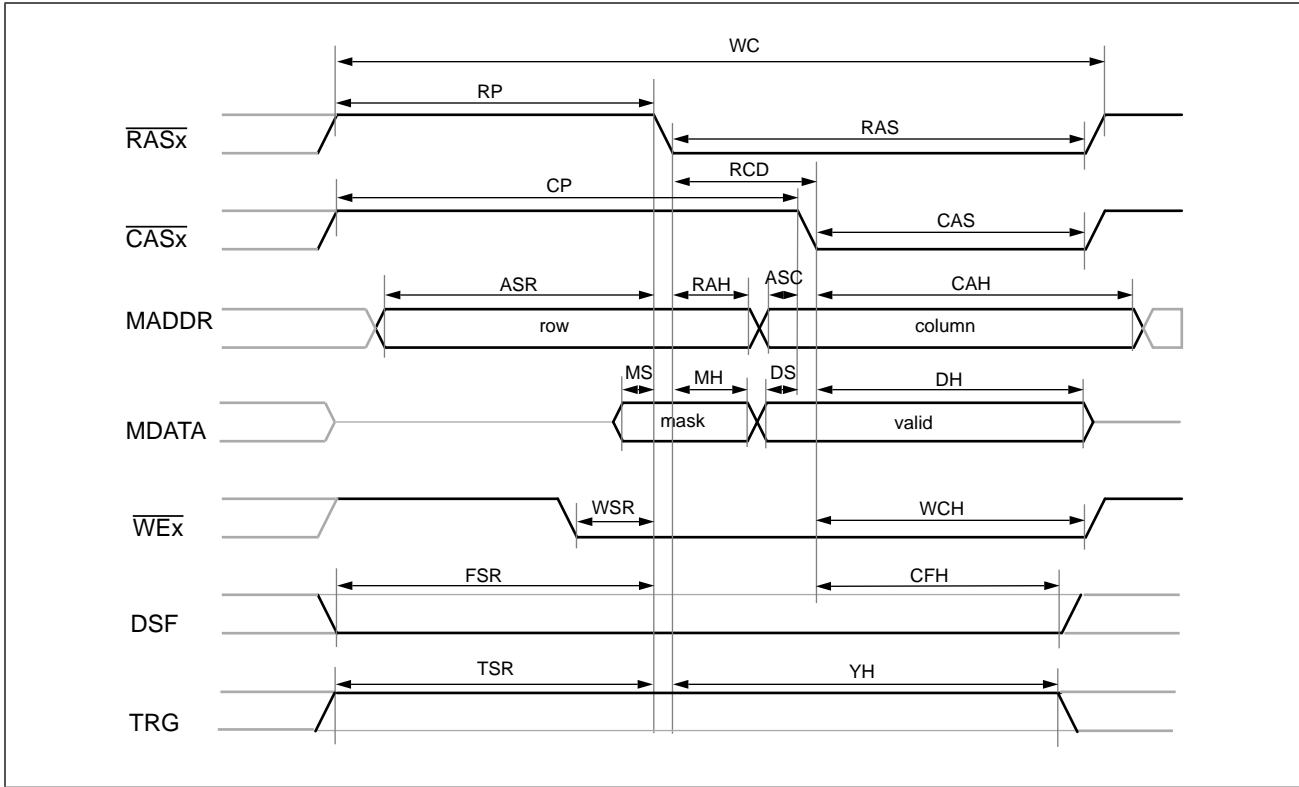 WC
RP
RASx
RAS
RCD
CP
CASx
CAS
ASR
RAH
ASC
CAH
MADDR
row
column
MS
MH
DS
DH
MDATA
mask
valid
WSR
WCH
WEx
FSR
CFH
DSF
TSR
YH
TRG